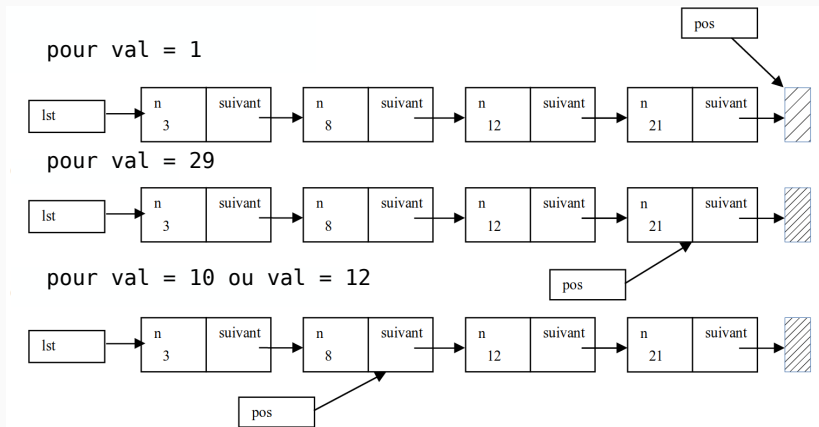 pos
pour val = 1
lst
n suivant n suivant n suivant n suivant
3 8 12 21
pour val = 29
lst
n suivant n suivant n suivant n suivant
3 8 12 21
pos
pour val = 10 ou val = 12
lst
n suivant n suivant n suivant n suivant
3 8 12 21
pos